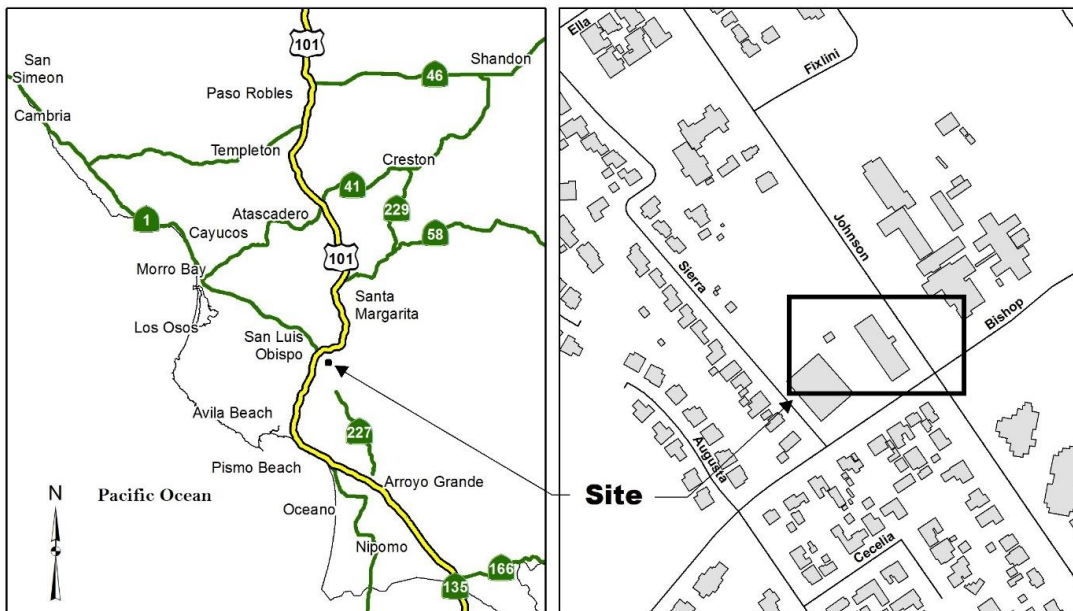 101
San
Simeon
Cambria
Shandon
46
Paso Robles
Templeton
Creston
41
229
1
Atascadero
58
Cayucos
101
Morro Bay
Santa
Margarita
Los Osos
San Luis
Obispo
Avila Beach
227
Pismo Beach
Arroyo Grande
N
Pacific Ocean
Oceano
Nipomo
166
135
Site
Ella
Fixlini
Johnson
Sierra
Bishop
Augusta
Cecelia